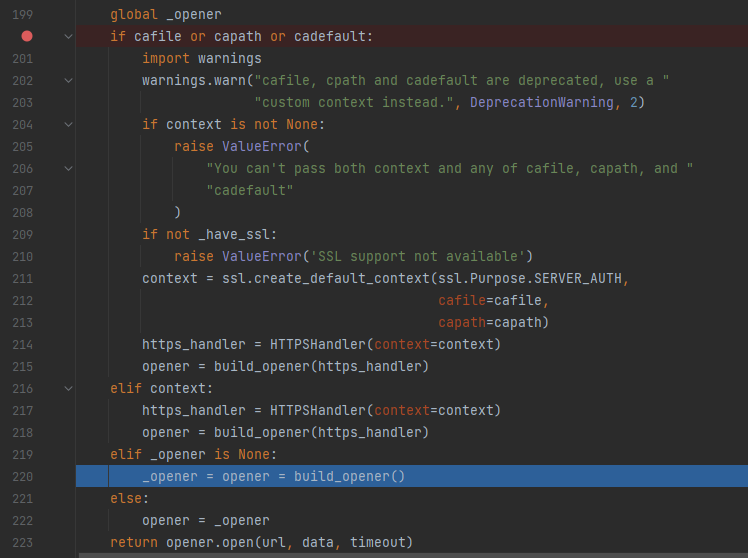 199 global _opener
if cafile or capath or cadefault:
201 import warnings
202 warnings.warn("cafile, cpath and cadefault are deprecated, use a "
203 "custom context instead.", DeprecationWarning, 2)
204 if context is not None:
205 raise ValueError(
206 "You can't pass both context and any of cafile, capath, and "
207 "cadefault"
208 )
209 if not _have_ssl:
210 raise ValueError('SSL support not available')
211 context = ssl.create_default_context(ssl.Purpose.SERVER_AUTH,
212 cafile=cafile,
213 capath=capath)
214 https_handler = HTTPSHandler(context=context)
215 opener = build_opener(https_handler)
216 elif context:
217 https_handler = HTTPSHandler(context=context)
218 opener = build_opener(https_handler)
219 elif _opener is None:
220 _opener = opener = build_opener()
221 else:
222 opener = _opener
223 return opener.open(url, data, timeout)